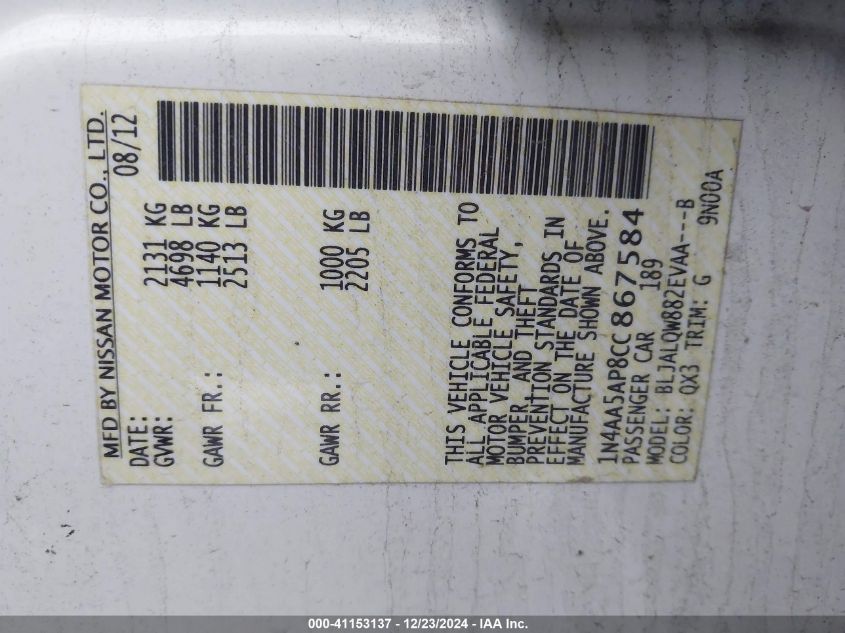 MFD BY NISSAN MOTOR CO., LTD.
DATE: 08/12
GVWR: 2131 KG
4698 LB
GAWR FR.: 1140 KG
2513 LB
GAWR RR.: 1000 KG
2205 LB
THIS VEHICLE CONFORMS TO
ALL APPLICABLE FEDERAL
MOTOR VEHICLE SAFETY,
BUMPER, AND THEFT
PREVENTION STANDARDS IN
EFFECT ON THE DATE OF
MANUFACTURE SHOWN ABOVE.
1N4AA5AP8CC867584
PASSENGER CAR 189
MODEL: BLJALQW882EVAA---B
COLOR: QX3 TRIM: G 9N00A
000-41153137 - 12/23/2024 - IAA Inc.